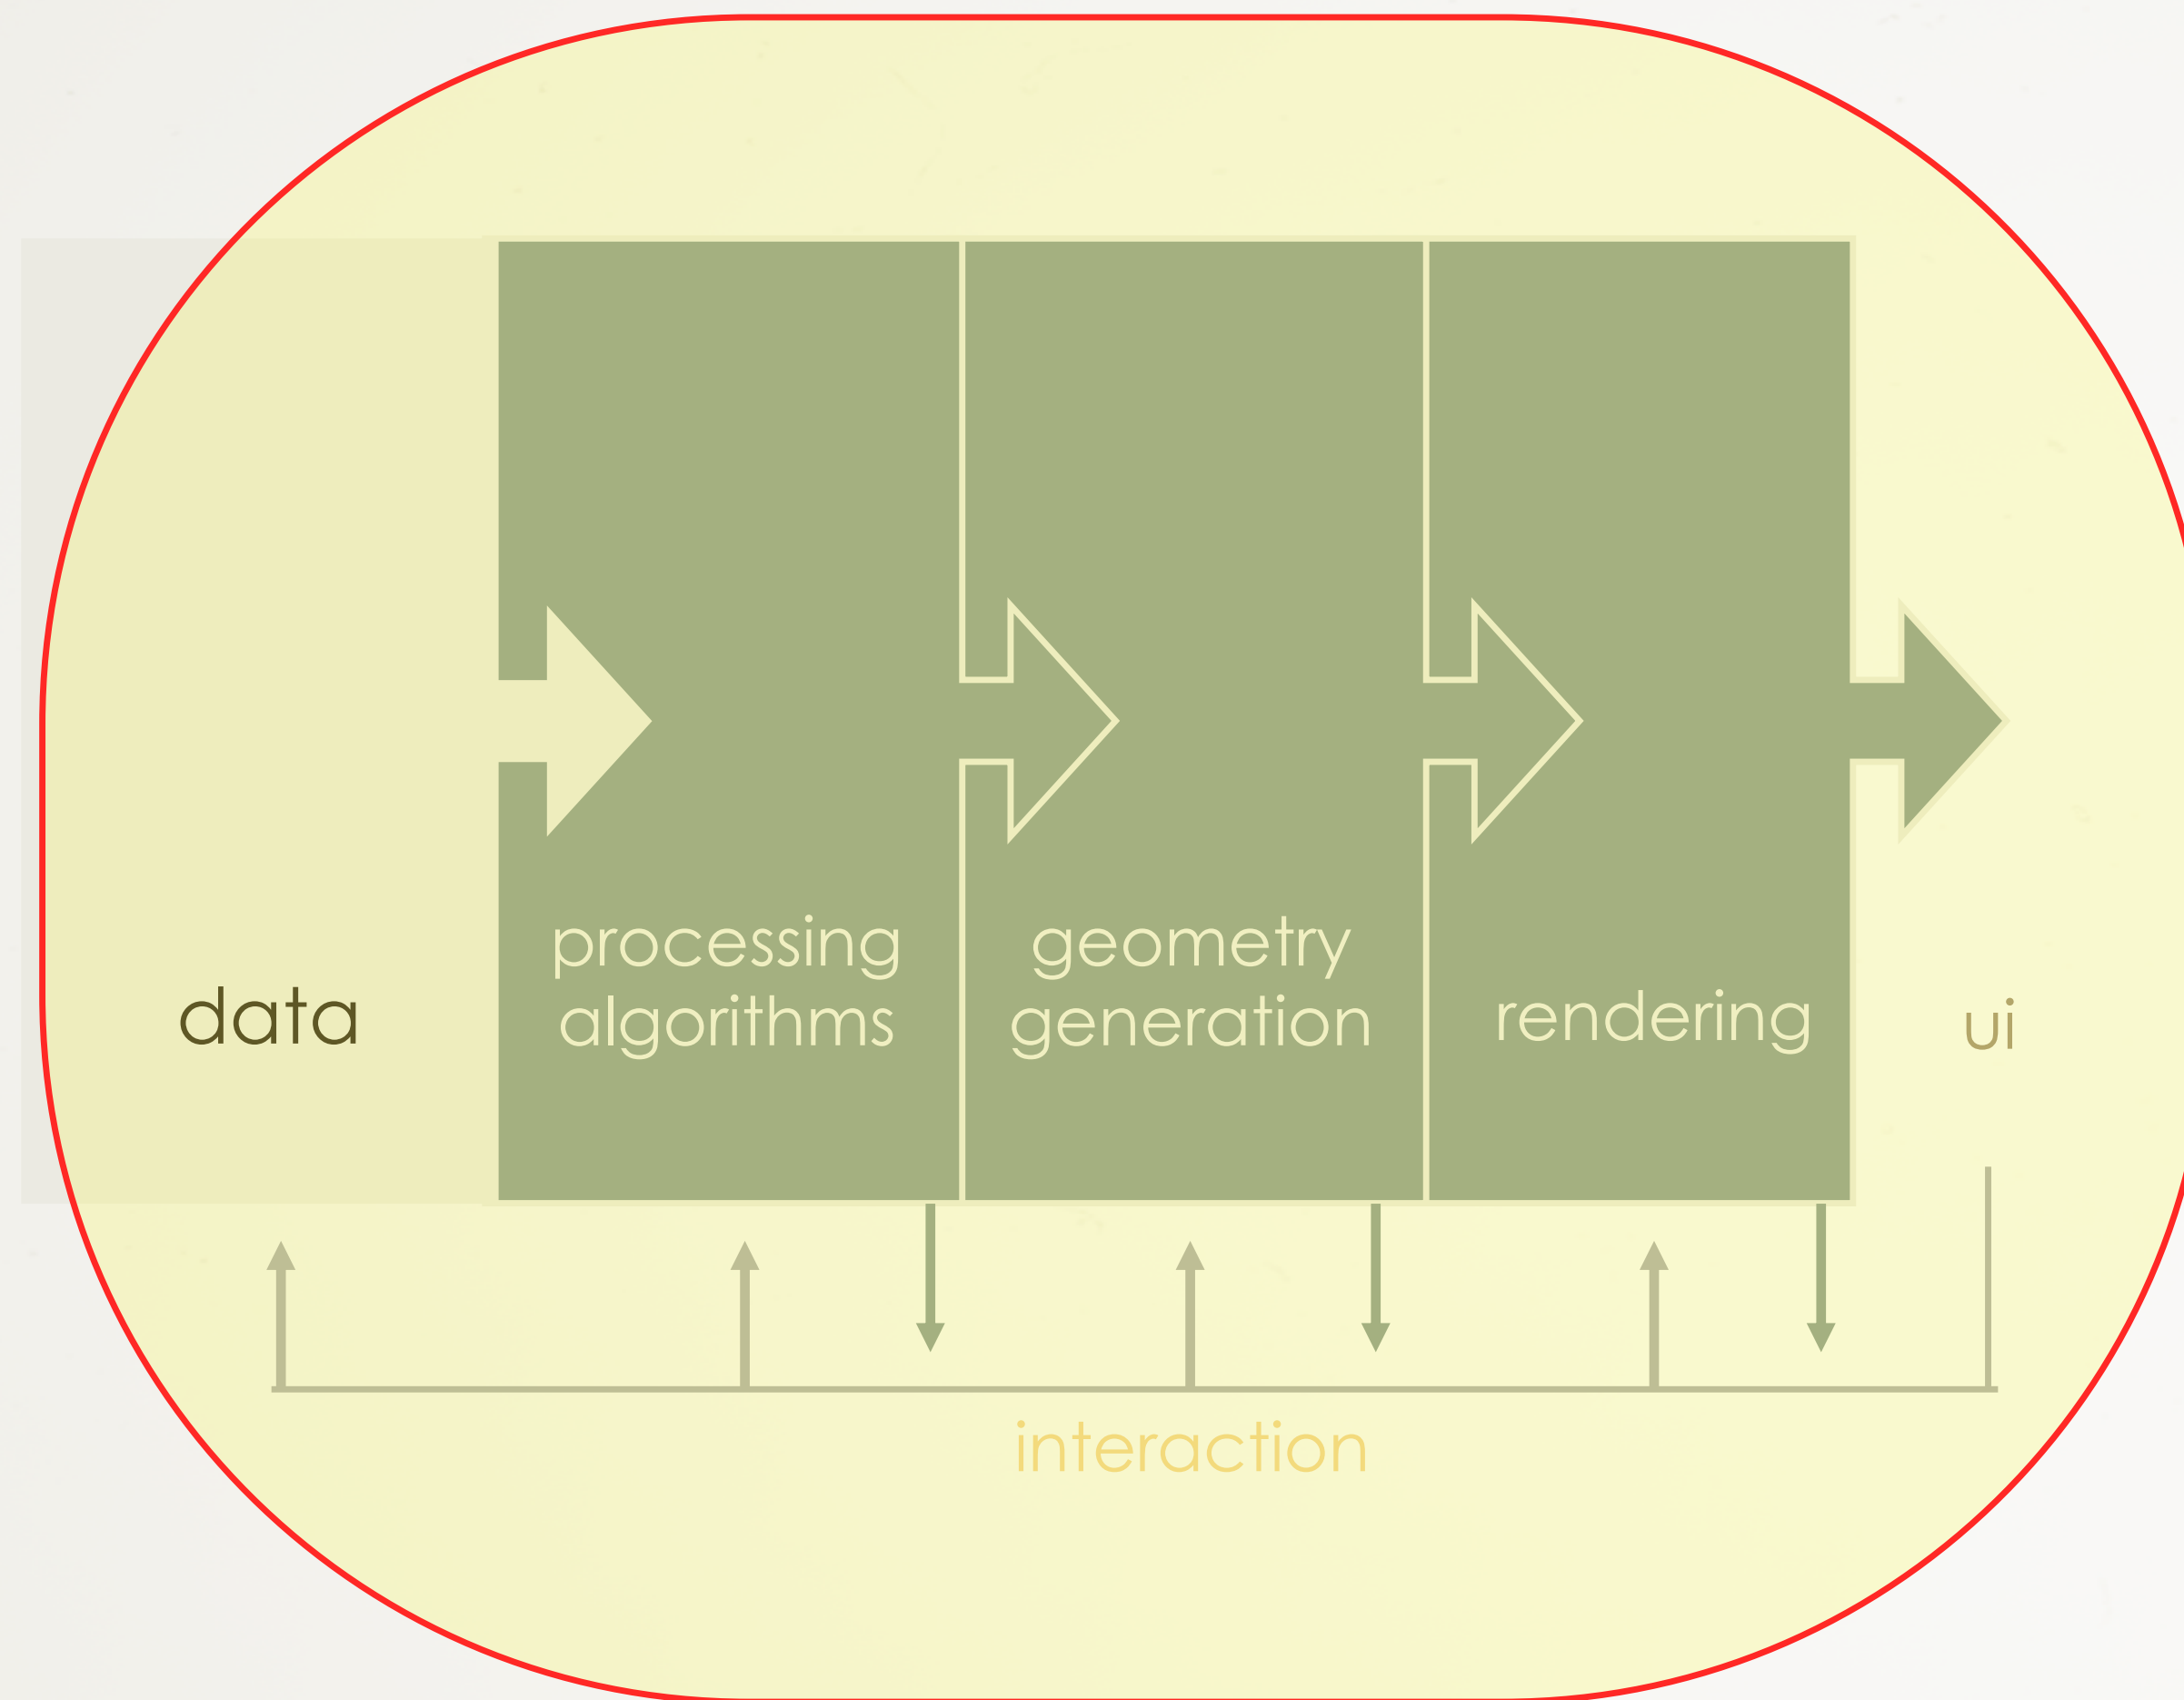 data
processing
algorithms
geometry
generation
rendering
ui
interaction